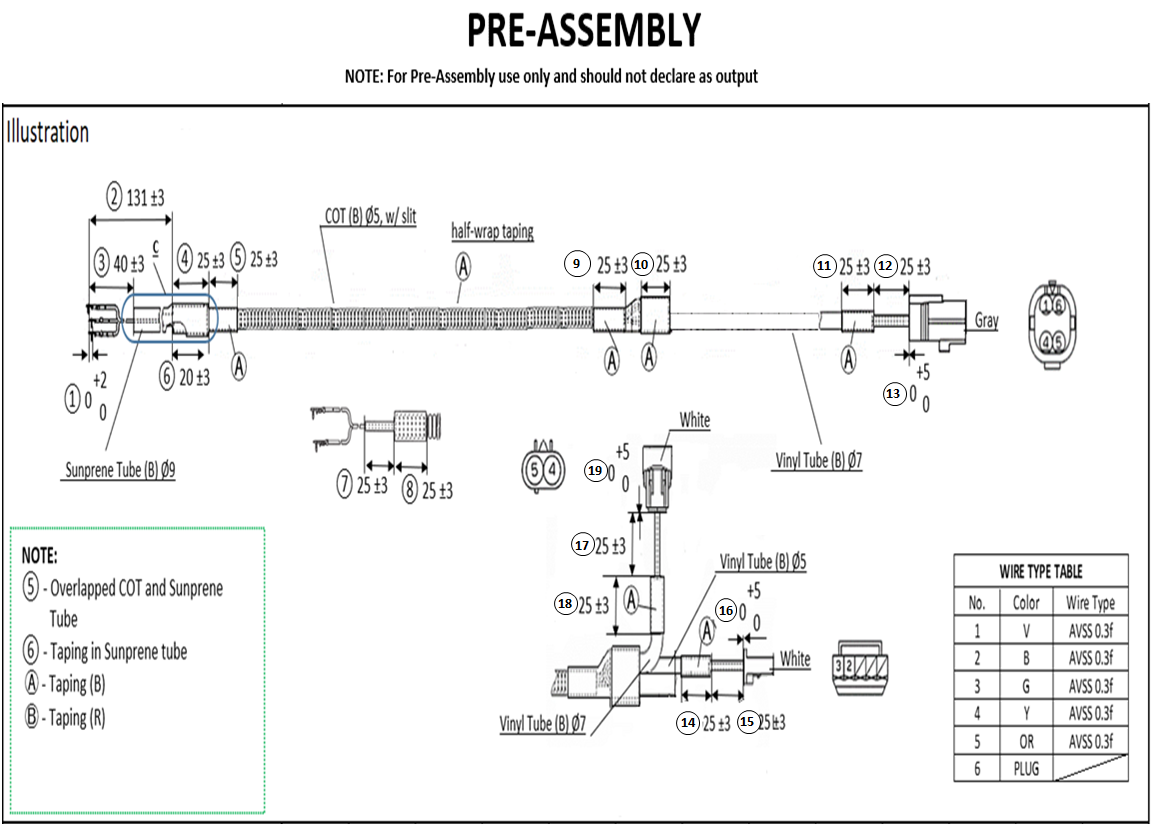 PRE-ASSEMBLY
NOTE: For Pre-Assembly use only and should not declare as output
Illustration
2 131 ±3
COT (B) Ø5, w/ slit
half-wrap taping
C
3 40 ±3
4 25 ±3
5 25 ±3
A
9 25 ±3
10 25 ±3
11 25 ±3
12 25 ±3
Gray
1 6
4 5
A
A
A
A
6 20 ±3
+2
1 0
0
+5
13 0
0
Sunprene Tube (B) Ø9
7 25 ±3
8 25 ±3
White
5 4
+5
19 0
0
Vinyl Tube (B) Ø7
17 25 ±3
18 25 ±3
A
Vinyl Tube (B) Ø5
+5
16 0
0
A
White
3 2
14 25 ±3
15 25 ±3
Vinyl Tube (B) Ø7
NOTE:
5 - Overlapped COT and Sunprene
Tube
6 - Taping in Sunprene tube
A - Taping (B)
B - Taping (R)
WIRE TYPE TABLE
No. Color Wire Type
1 V AVSS 0.3f
2 B AVSS 0.3f
3 G AVSS 0.3f
4 Y AVSS 0.3f
5 OR AVSS 0.3f
6 PLUG